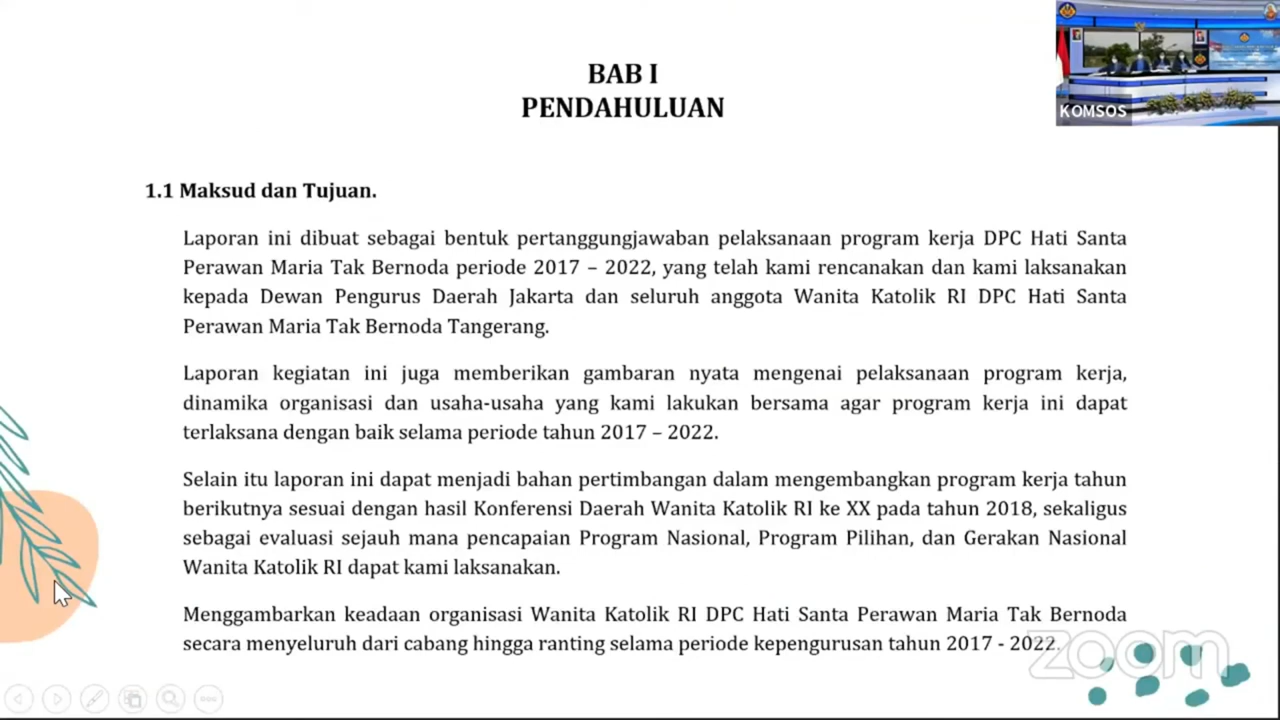 BAB I
PENDAHULUAN
KOMSOS
1.1 Maksud dan Tujuan.
Laporan ini dibuat sebagai bentuk pertanggungjawaban pelaksanaan program kerja DPC Hati Santa
Perawan Maria Tak Bernoda periode 2017 – 2022, yang telah kami rencanakan dan kami laksanakan
kepada Dewan Pengurus Daerah Jakarta dan seluruh anggota Wanita Katolik RI DPC Hati Santa
Perawan Maria Tak Bernoda Tangerang.
Laporan kegiatan ini juga memberikan gambaran nyata mengenai pelaksanaan program kerja,
dinamika organisasi dan usaha-usaha yang kami lakukan bersama agar program kerja ini dapat
terlaksana dengan baik selama periode tahun 2017 – 2022.
Selain itu laporan ini dapat menjadi bahan pertimbangan dalam mengembangkan program kerja tahun
berikutnya sesuai dengan hasil Konferensi Daerah Wanita Katolik RI ke XX pada tahun 2018, sekaligus
sebagai evaluasi sejauh mana pencapaian Program Nasional, Program Pilihan, dan Gerakan Nasional
Wanita Katolik RI dapat kami laksanakan.
Menggambarkan keadaan organisasi Wanita Katolik RI DPC Hati Santa Perawan Maria Tak Bernoda
secara menyeluruh dari cabang hingga ranting selama periode kepengurusan tahun 2017 - 2022.
zoom